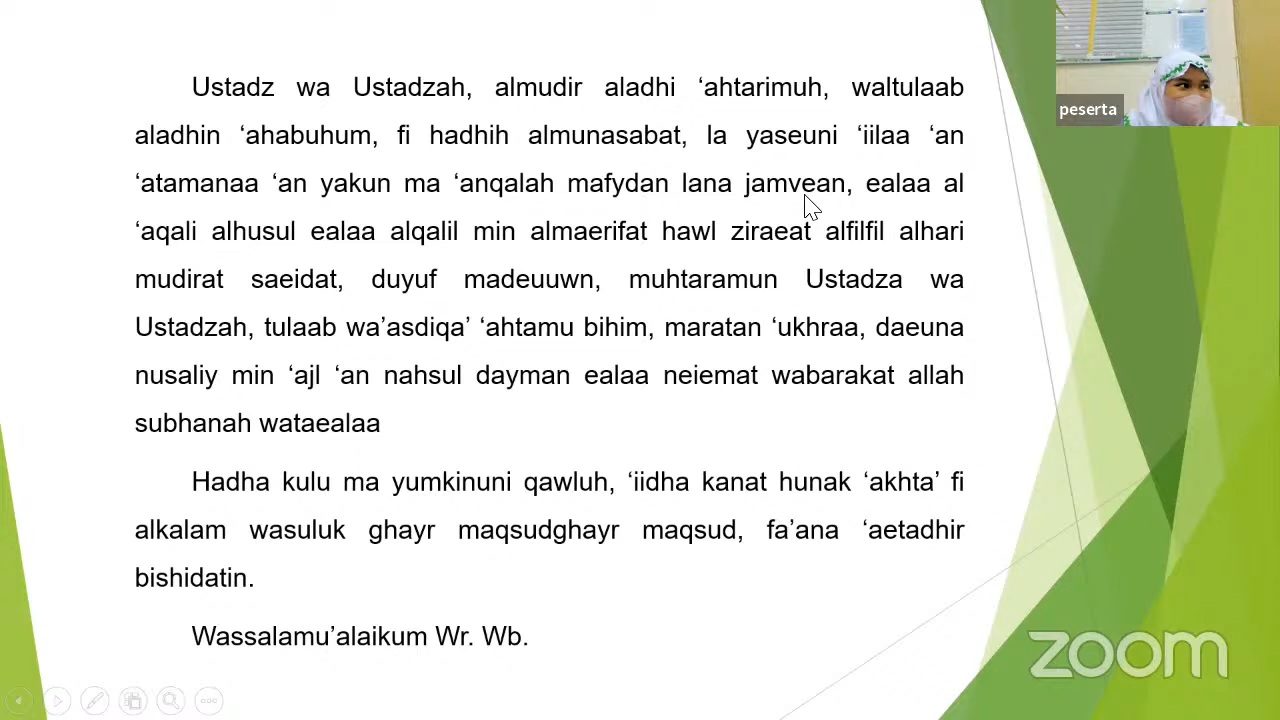 Ustadz wa Ustadzah, almudir aladhi ‘ahtarimuh, waltulaab
aladhin ‘ahabuhum, fi hadhih almunasabat, la yaseuni ‘iilaa ‘an
‘atamanaa ‘an yakun ma ‘anqalah mafydan lana jamvean, ealaa al
‘aqali alhusul ealaa alqalil min almaerifat hawl ziraeat alfilfil alhari
mudirat saeidat, duyuf madeuuwn, muhtaramun Ustadza wa
Ustadzah, tulaab wa’asdiqa’ ‘ahtamu bihim, maratan ‘ukhraa, daeuna
nusaliy min ‘ajl ‘an nahsul dayman ealaa neiemat wabarakat allah
subhanah wataealaa
Hadha kulu ma yumkinuni qawluh, ‘iidha kanat hunak ‘akhta’ fi
alkalam wasuluk ghayr maqsudghayr maqsud, fa’ana ‘aetadhir
bishidatin.
Wassalamu’alaikum Wr. Wb.
peserta
zoom